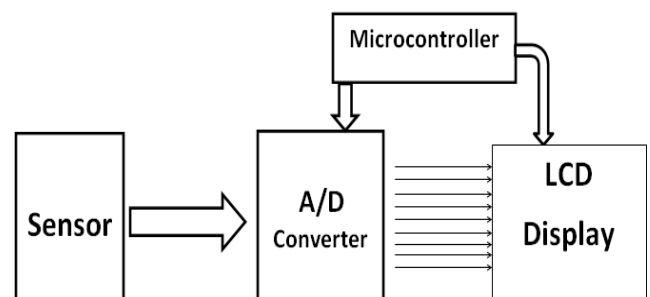 Microcontroller
Sensor
A/D
Converter
LCD
Display